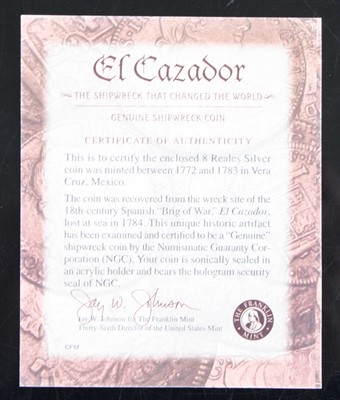 El Cazador
THE SHIPWRECK THAT CHANGED THE WORLD
GENUINE SHIPWRECK COIN
CERTIFICATE OF AUTHENTICITY
This is to certify the enclosed 8 Reales Silver
coin was minted between 1772 and 1783 in Vera
Cruz, Mexico.
The coin was recovered from the wreck site of the
18th-century Spanish "Brig of War," El Cazador,
lost at sea in 1784. This unique historic artifact
has been examined and certified to be a "Genuine"
shipwreck coin by the Numismatic Guaranty Cor-
poration (NGC). Your coin is sonically sealed in
an acrylic holder and bears the hologram security
seal of NGC.
Jay W. Johnson
Jay W. Johnson for The Franklin Mint
Thirty-Sixth Director of the United States Mint
THE FRANKLIN MINT
©FM